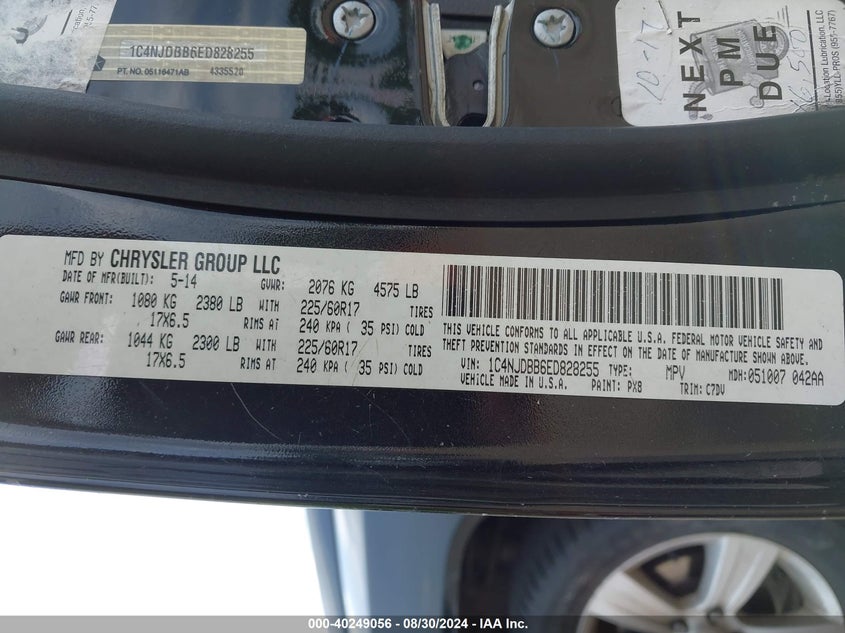 1C4NJDBB6ED828255
PT. NO. 05116471AB 4335520
NEXT
PM
DUE
10-17
MFD BY CHRYSLER GROUP LLC
DATE OF MFR(BUILT): 5-14 GVWR: 2076 KG 4575 LB
GAWR FRONT: 1080 KG 2380 LB WITH 225/60R17 TIRES
17X6.5 RIMS AT 240 KPA ( 35 PSI) COLD
GAWR REAR: 1044 KG 2300 LB WITH 225/60R17 TIRES
17X6.5 RIMS AT 240 KPA ( 35 PSI) COLD
THIS VEHICLE CONFORMS TO ALL APPLICABLE U.S.A. FEDERAL MOTOR VEHICLE SAFETY AND
THEFT PREVENTION STANDARDS IN EFFECT ON THE DATE OF MANUFACTURE SHOWN ABOVE.
VIN: 1C4NJDBB6ED828255 TYPE: MPV MDH:051007 042AA
VEHICLE MADE IN U.S.A. PAINT: PX8 TRIM: C7DV
000-40249056 - 08/30/2024 - IAA Inc.